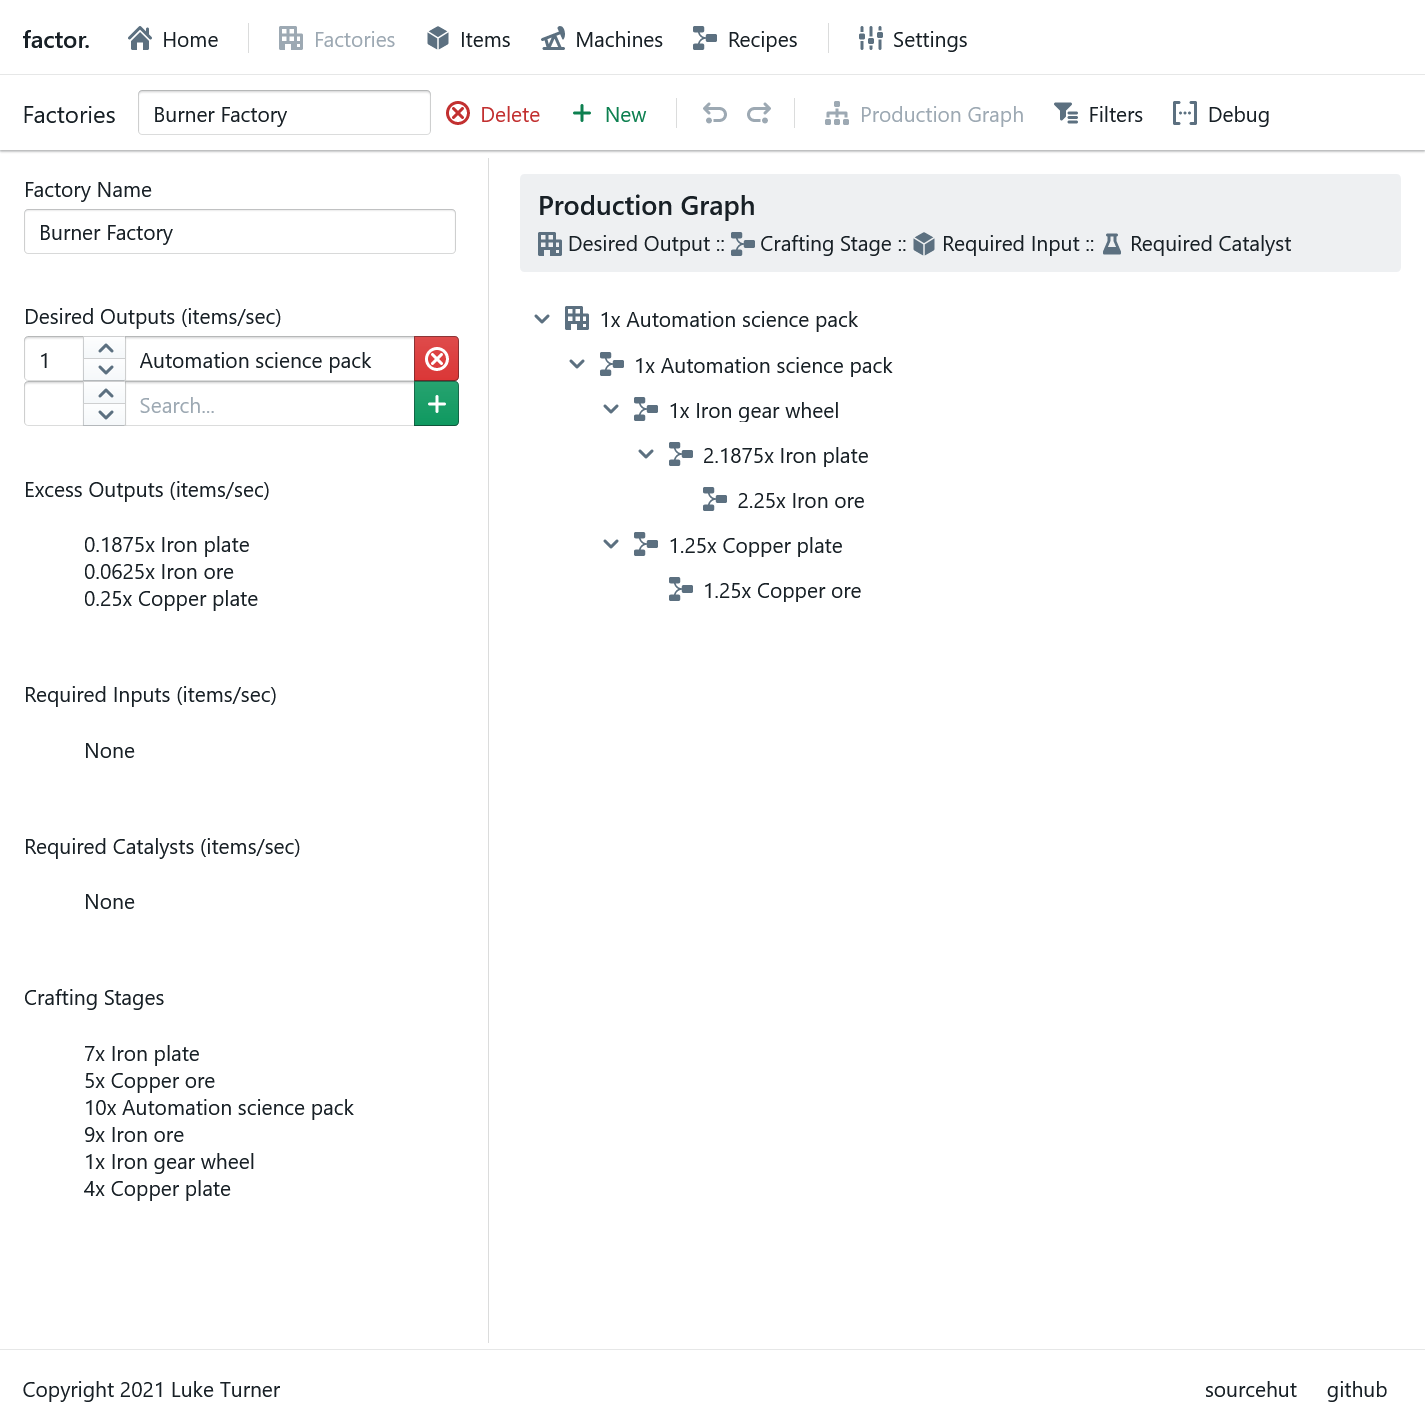 factor. Home Factories Items Machines Recipes Settings
Factories Burner Factory Delete New Production Graph Filters Debug
Factory Name
Burner Factory
Desired Outputs (items/sec)
1 Automation science pack
Search...
Excess Outputs (items/sec)
0.1875x Iron plate
0.0625x Iron ore
0.25x Copper plate
Required Inputs (items/sec)
None
Required Catalysts (items/sec)
None
Crafting Stages
7x Iron plate
5x Copper ore
10x Automation science pack
9x Iron ore
1x Iron gear wheel
4x Copper plate
Production Graph
Desired Output :: Crafting Stage :: Required Input :: Required Catalyst
1x Automation science pack
1x Automation science pack
1x Iron gear wheel
2.1875x Iron plate
2.25x Iron ore
1.25x Copper plate
1.25x Copper ore
Copyright 2021 Luke Turner sourcehut github